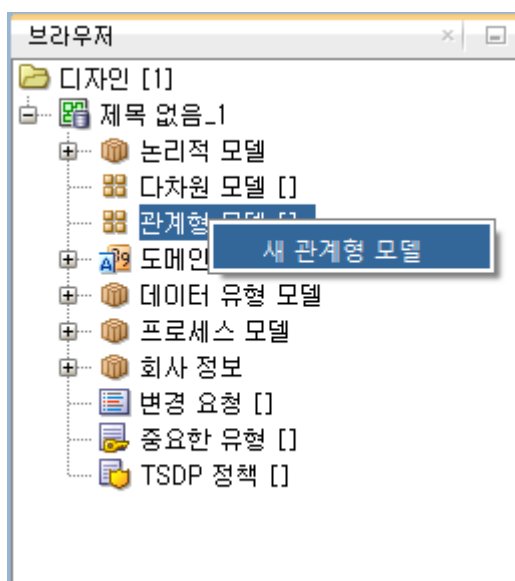 브라우저
디자인 [1]
제목 없음_1
논리적 모델
다차원 모델 []
관계형 모델 []
새 관계형 모델
도메인
데이터 유형 모델
프로세스 모델
회사 정보
변경 요청 []
중요한 유형 []
TSDP 정책 []